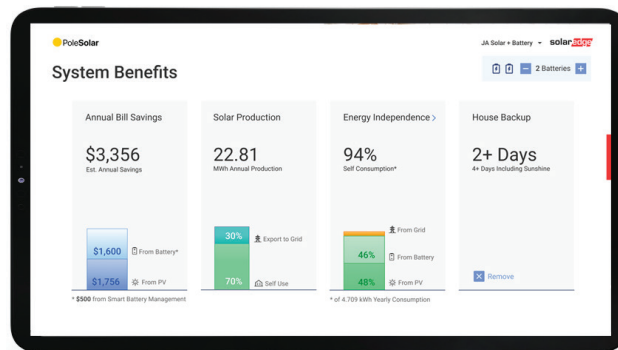 PoleSolar
JA Solar + Battery
solaredge
System Benefits
2 Batteries
Annual Bill Savings
$3,356
Est. Annual Savings
$1,600
From Battery*
$1,756
From PV
* $500 from Smart Battery Management
Solar Production
22.81
MWh Annual Production
30%
Export to Grid
70%
Self Use
Energy Independence >
94%
Self Consumption*
From Grid
46%
From Battery
48%
From PV
* of 4.709 kWh Yearly Consumption
House Backup
2+ Days
4+ Days Including Sunshine
Remove